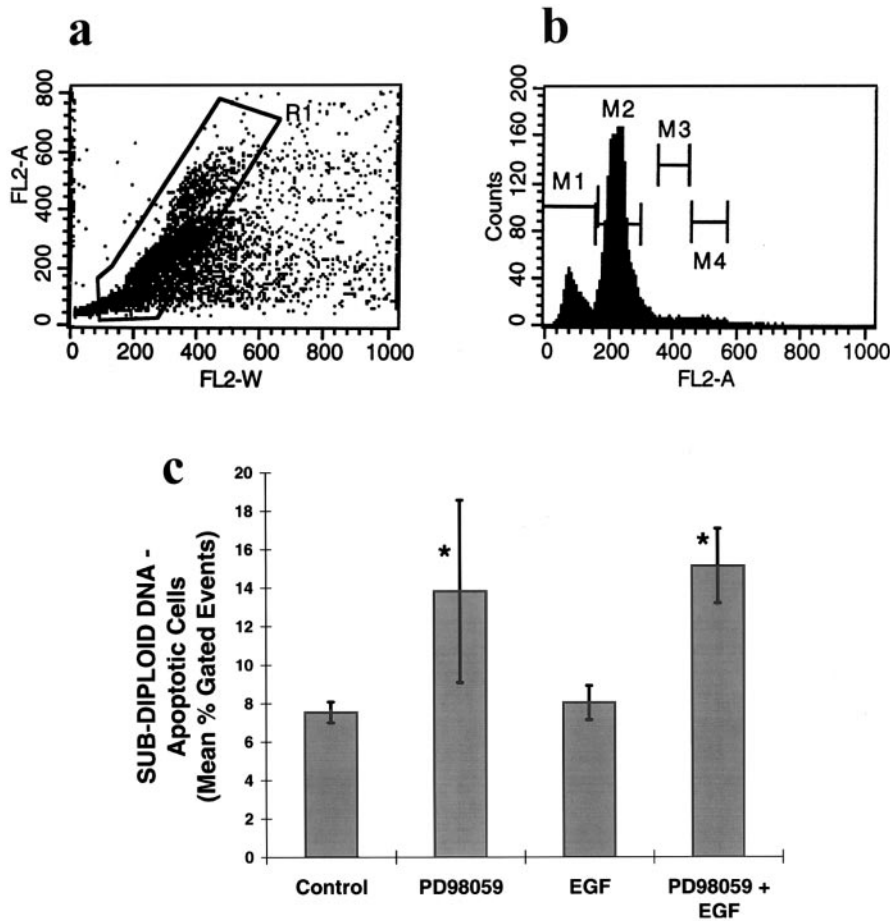 a
b
800
600
400
200
0
FL2-A
R1
0 200 400 600 800 1000
FL2-W
200
160
120
80
40
0
Counts
M1
M2
M3
M4
0 200 400 600 800 1000
FL2-A
c
20
18
16
14
12
10
8
6
4
2
0
SUB-DIPLOID DNA -
Apoptotic Cells
(Mean % Gated Events)
*
*
Control PD98059 EGF PD98059 +
EGF